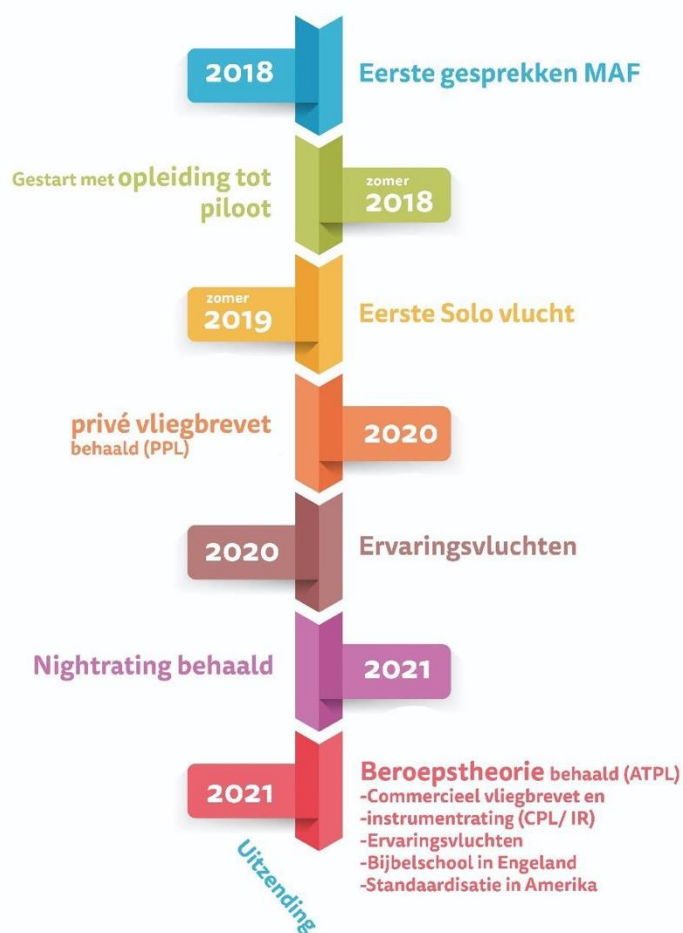 2018
Eerste gesprekken MAF
Gestart met opleiding tot
piloot
zomer
2018
zomer
2019
Eerste Solo vlucht
privé vliegbrevet
behaald (PPL)
2020
2020
Ervaringsvluchten
Nightrating behaald
2021
2021
Beroepstheorie behaald (ATPL)
-Commercieel vliegbrevet en
-instrumentrating (CPL/ IR)
-Ervaringsvluchten
-Bijbelschool in Engeland
-Standaardisatie in Amerika
Uitzending